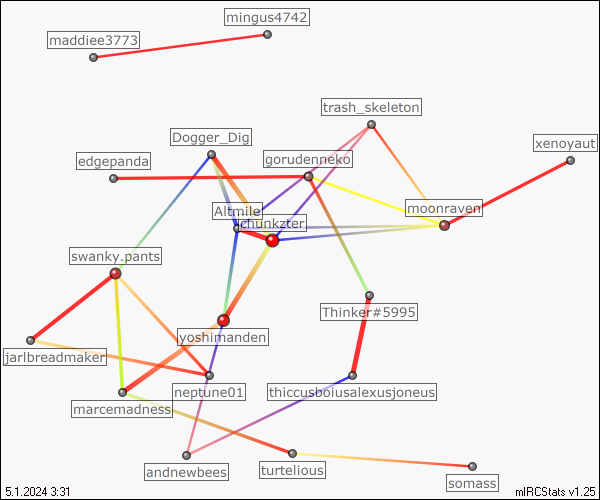 mingus4742
maddiee3773
trash_skeleton
Dogger_Dig
xenoyaut
edgepanda
gorudenneko
Altmile
moonraven
chunkzter
swanky.pants
Thinker#5995
yoshimanden
jarlbreadmaker
neptune01
thiccusboiusalexusjoneus
marcemadness
andnewbees
turtelious
somass
5.1.2024 3:31
mIRCStats v1.25